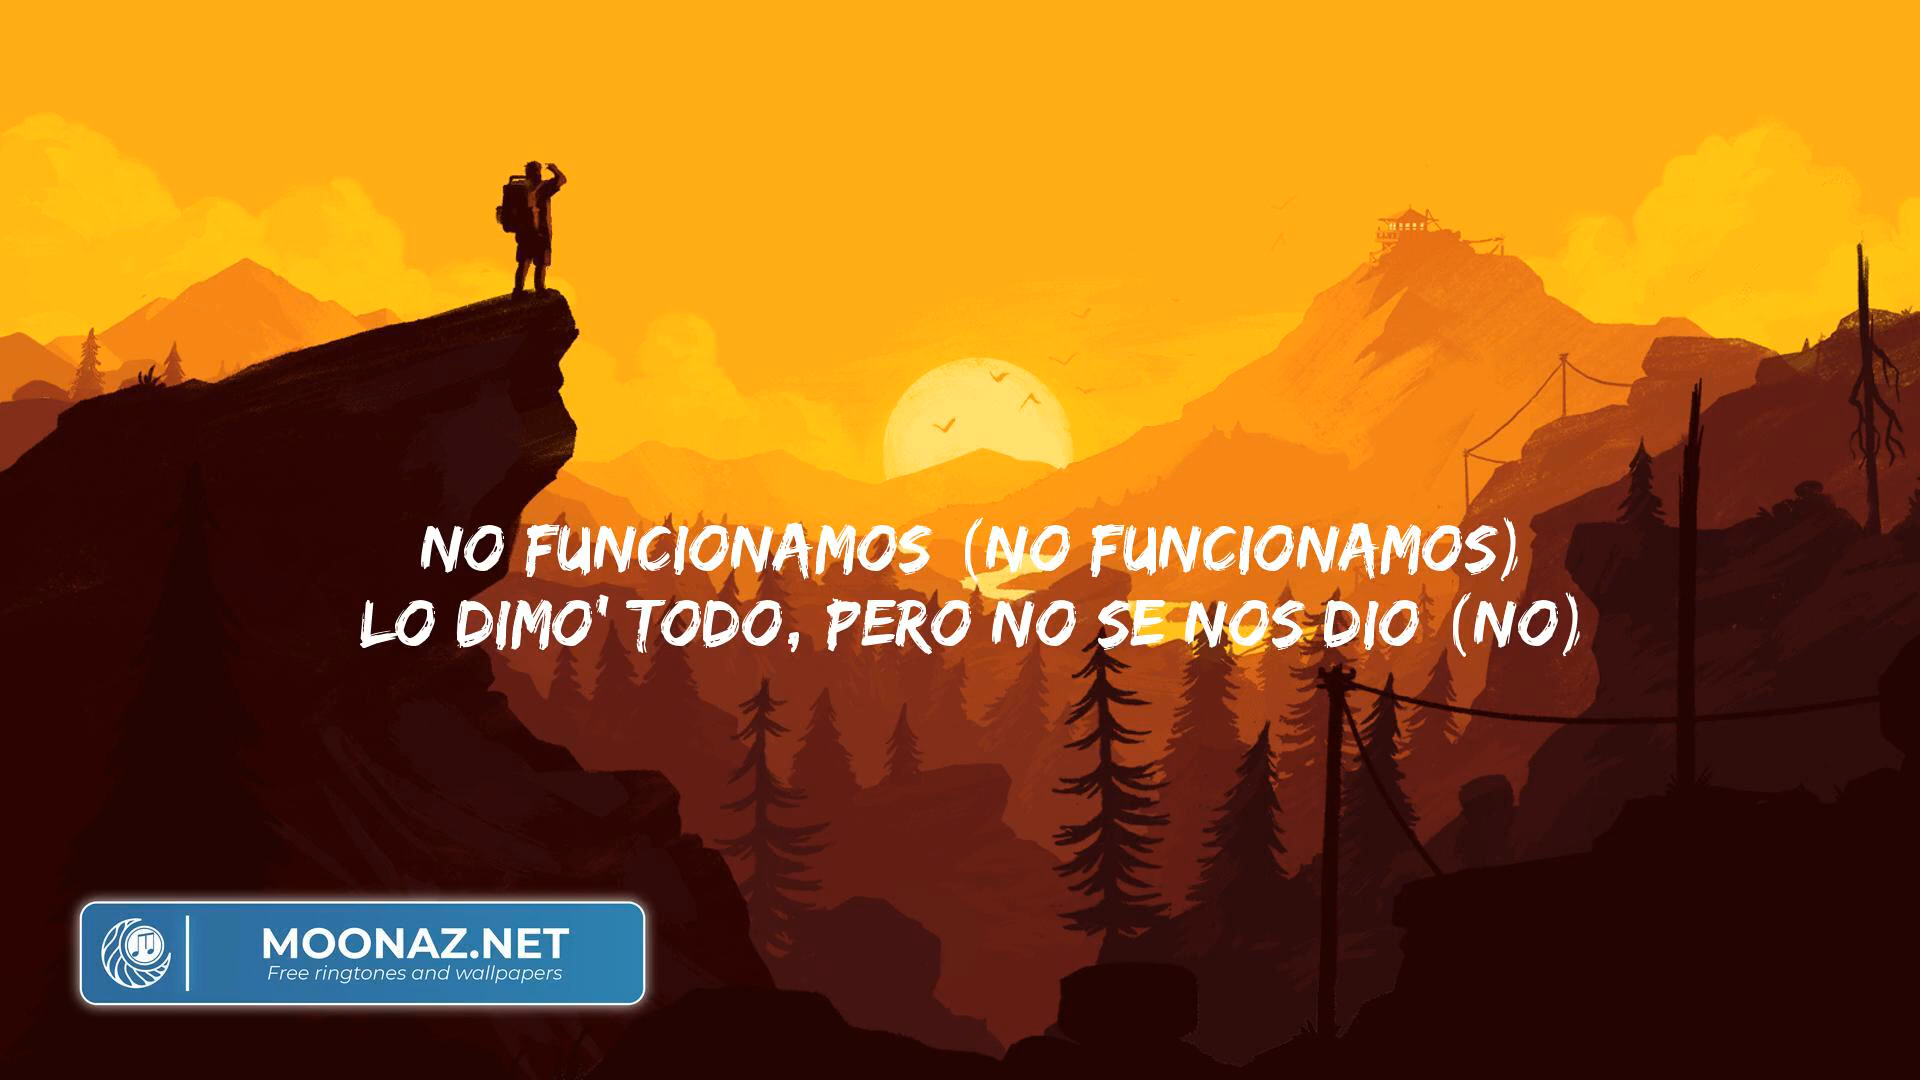 NO FUNCIONAMOS (NO FUNCIONAMOS)
LO DIMO' TODO, PERO NO SE NOS DIO (NO)
MOONAZ.NET
Free ringtones and wallpapers